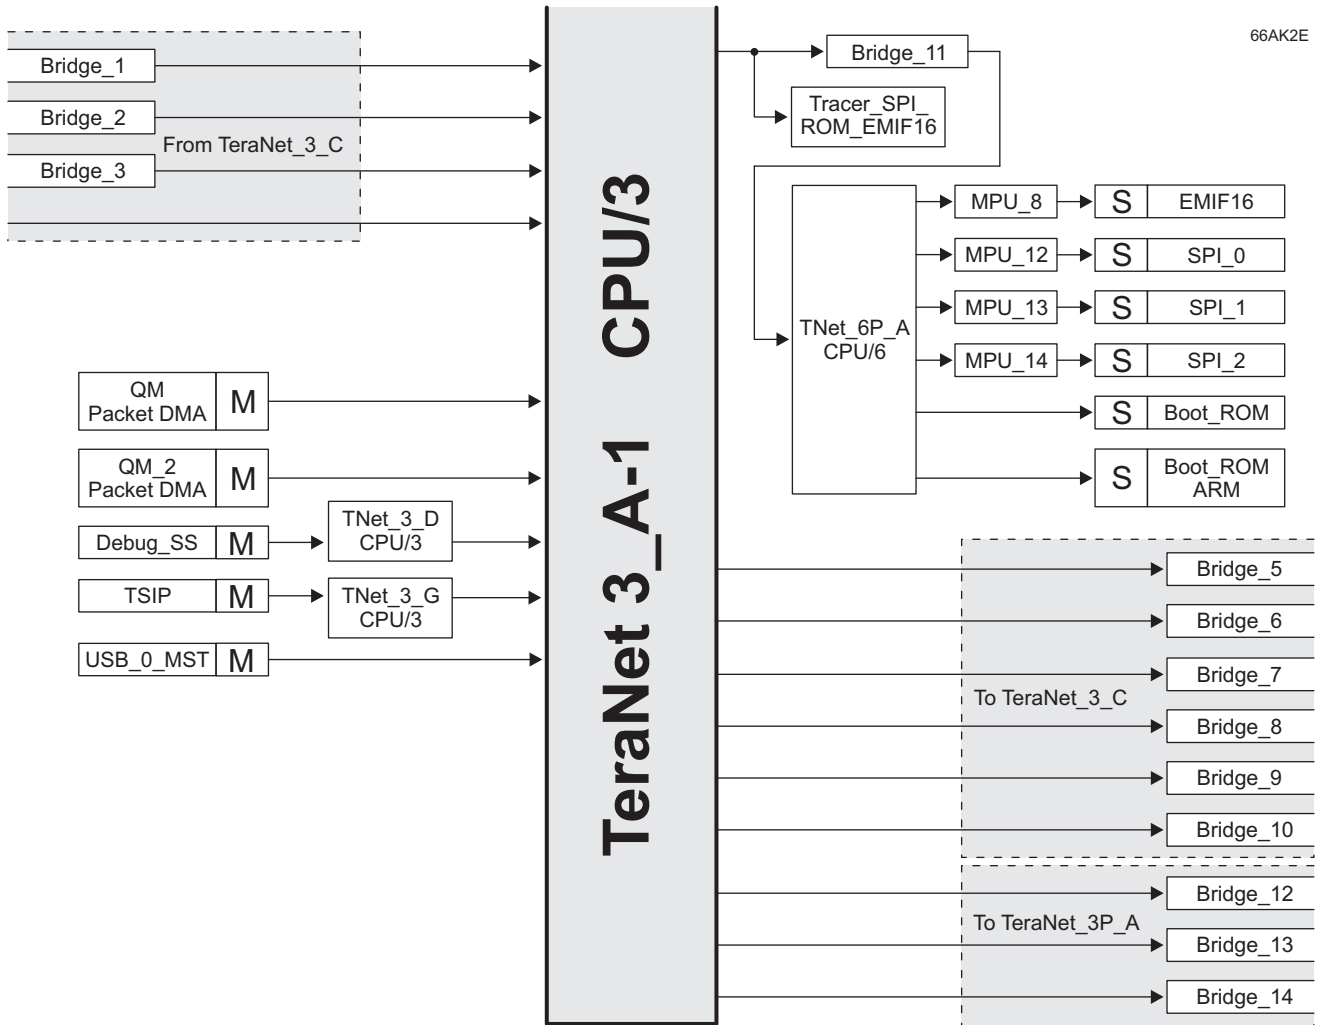 66AK2E
Bridge_1
Bridge_2
From TeraNet_3_C
Bridge_3
QM
Packet DMA
M
QM_2
Packet DMA
M
Debug_SS
M
TNet_3_D
CPU/3
TSIP
M
TNet_3_G
CPU/3
USB_0_MST
M
TeraNet 3_A-1 CPU/3
Bridge_11
Tracer_SPI_
ROM_EMIF16
TNet_6P_A
CPU/6
MPU_8
S
EMIF16
MPU_12
S
SPI_0
MPU_13
S
SPI_1
MPU_14
S
SPI_2
S
Boot_ROM
S
Boot_ROM
ARM
Bridge_5
Bridge_6
Bridge_7
To TeraNet_3_C
Bridge_8
Bridge_9
Bridge_10
Bridge_12
To TeraNet_3P_A
Bridge_13
Bridge_14